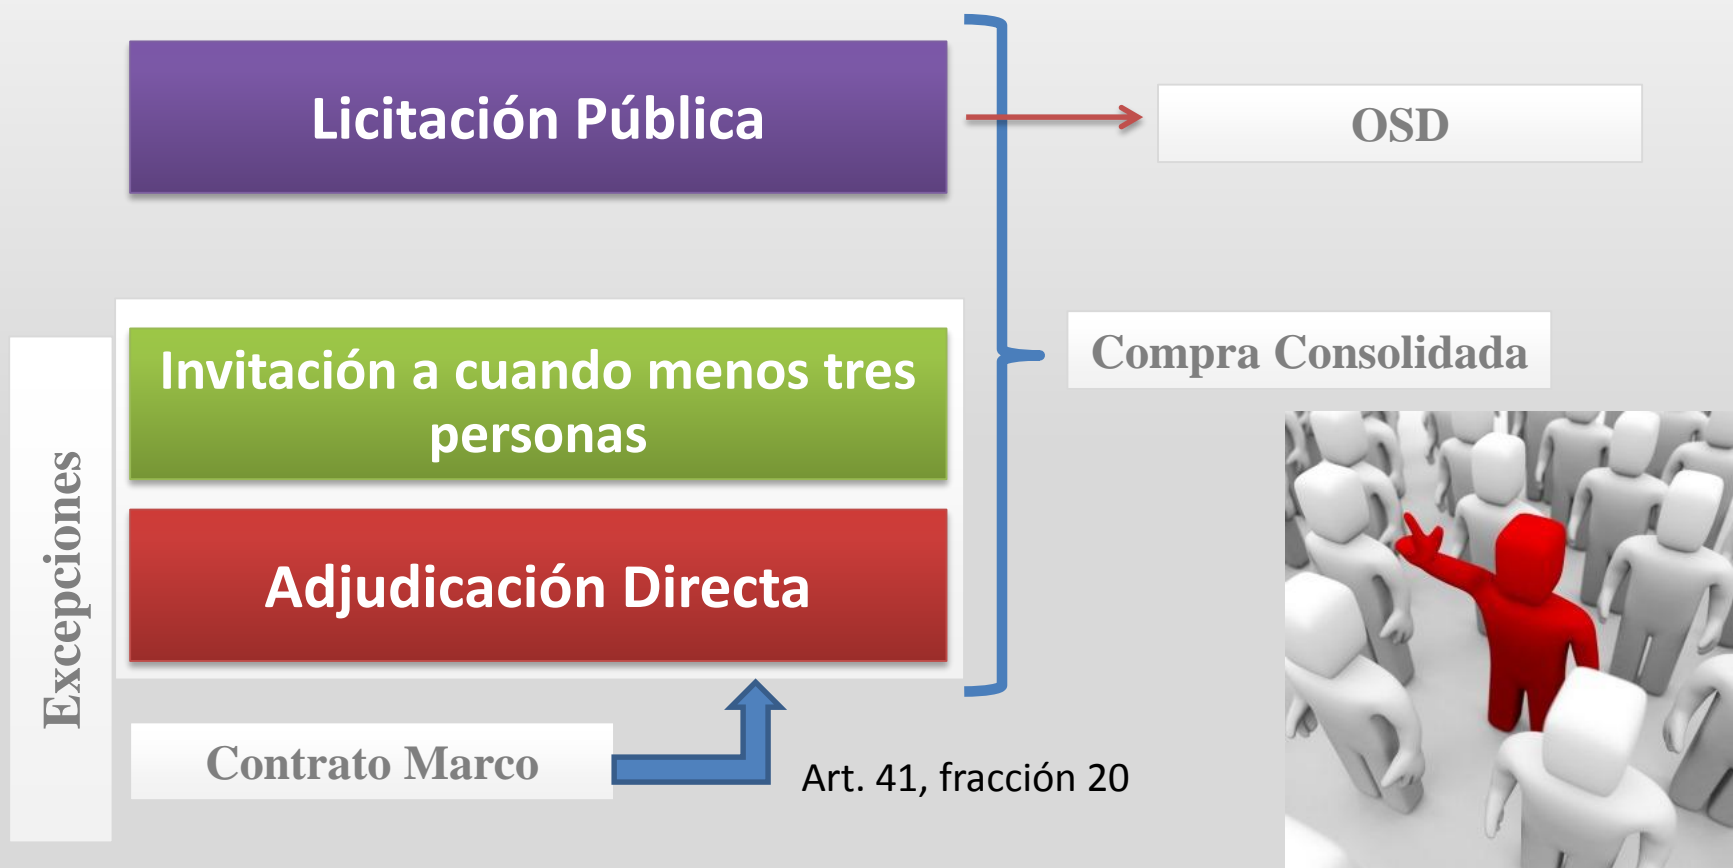 Licitación Pública
OSD
Invitación a cuando menos tres
personas
Compra Consolidada
Excepciones
Adjudicación Directa
Contrato Marco
Art. 41, fracción 20